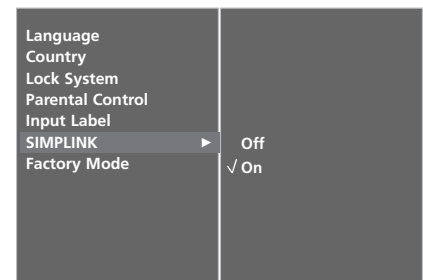 Language
Country
Lock System
Parental Control
Input Label
SIMPLINK ►
Factory Mode
Off
√ On